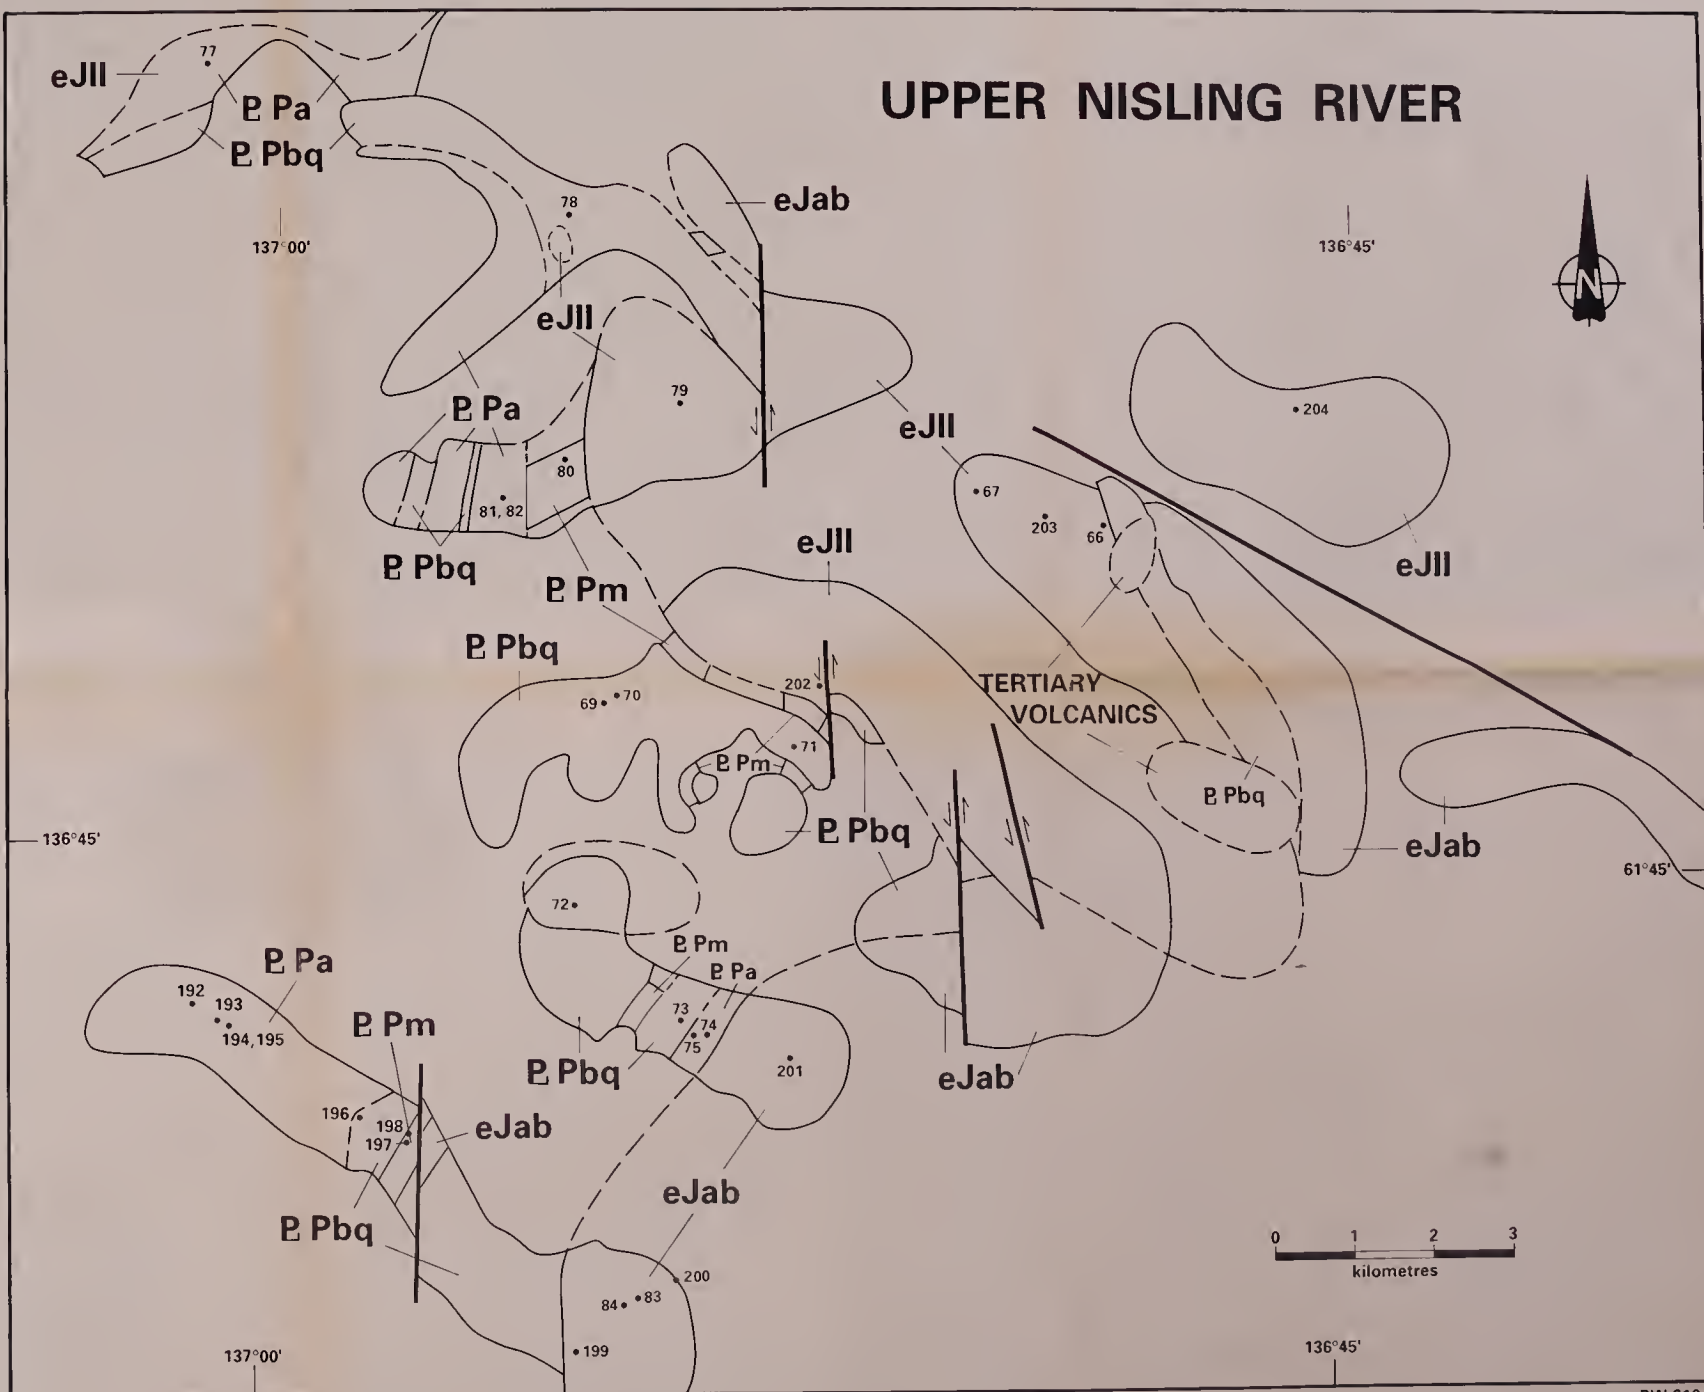 UPPER NISLING RIVER
77
eJll
P Pa
P Pbq
78
eJab
137°00'
136°45'
N
eJll
79
204
P Pa
eJll
80
67
81, 82
203
66
eJll
P Pbq
eJll
P Pm
P Pbq
202
69
70
TERTIARY
VOLCANICS
71
P Pm
P Pbq
P Pbq
136°45'
eJab
61°45'
72
P Pm
P Pa
P Pa
192
193
194,195
P Pm
73
74
75
P Pbq
201
eJab
196
198
197
eJab
eJab
P Pbq
0 1 2 3
kilometres
200
84
83
199
137°00'
136°45'